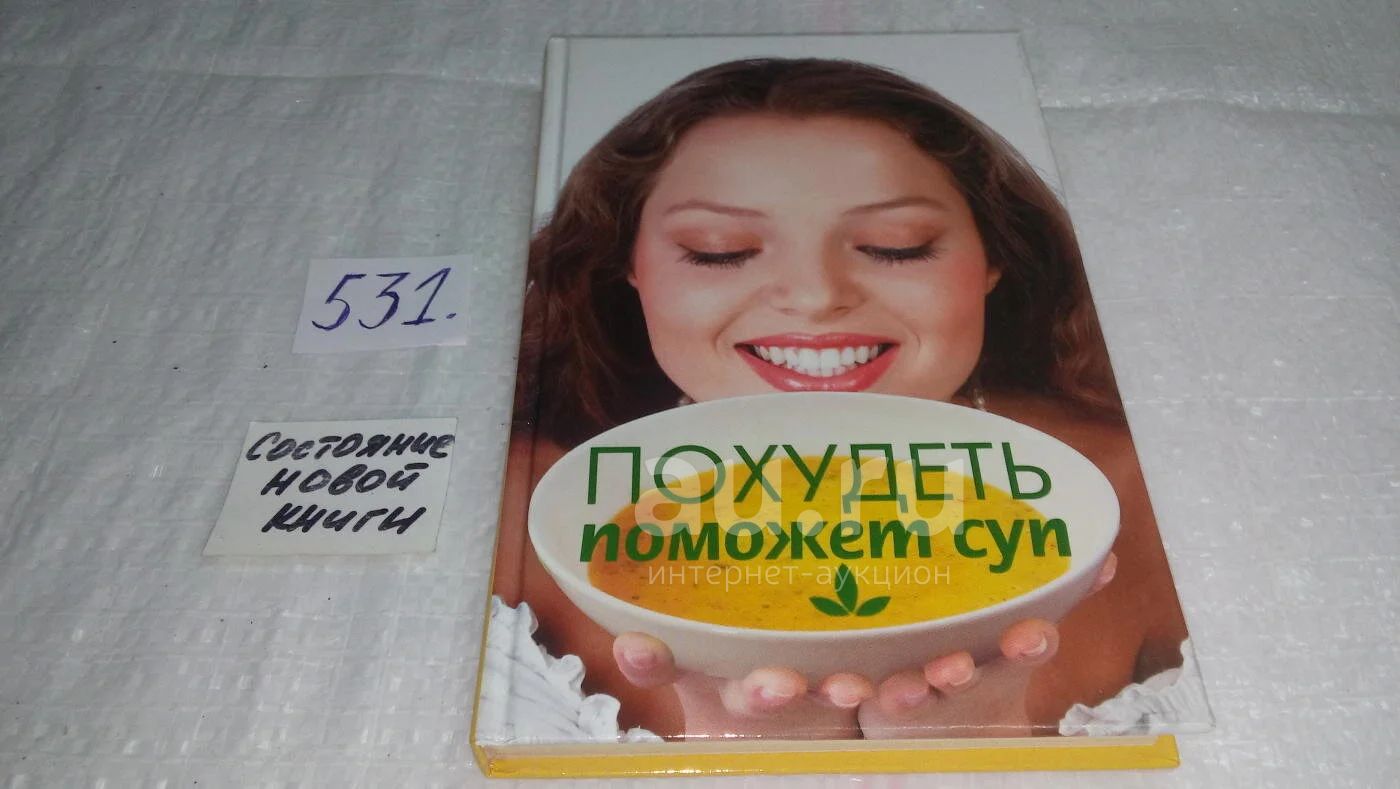 531.
Состояние
новой
книги
ПОХУДЕТЬ
поможет суп
au.ru
интернет-аукцион